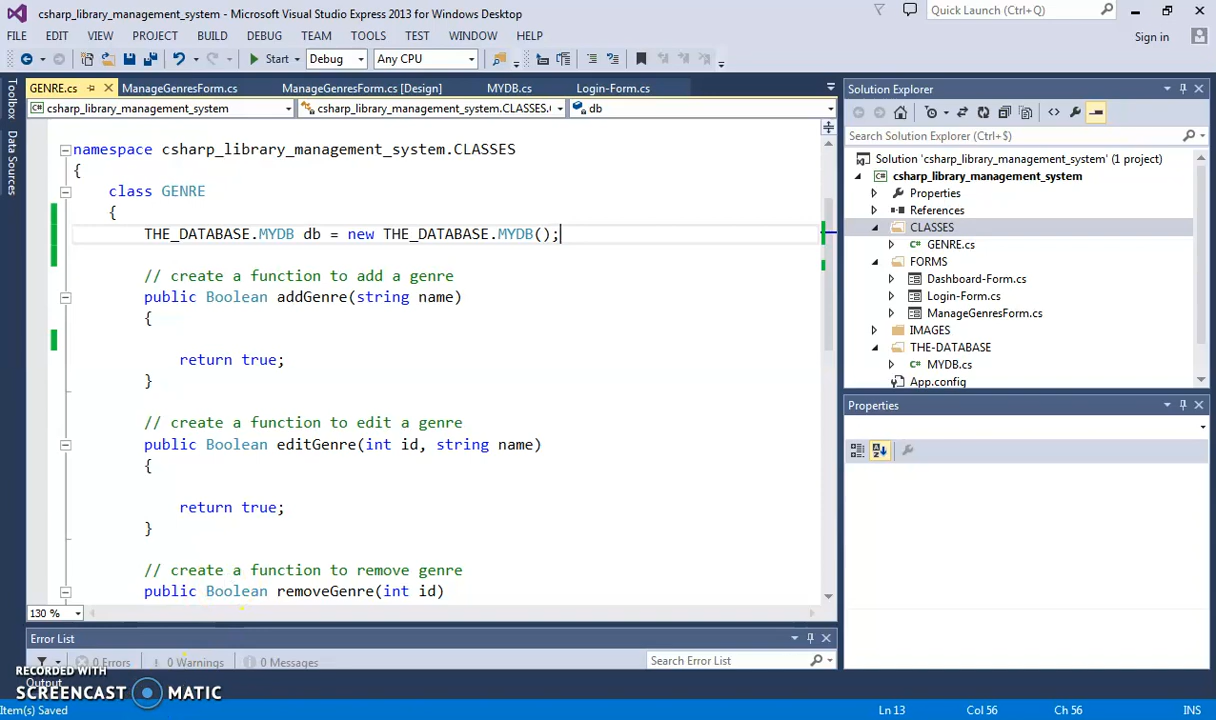 csharp_library_management_system - Microsoft Visual Studio Express 2013 for Windows Desktop
Quick Launch (Ctrl+Q)
FILE EDIT VIEW PROJECT BUILD DEBUG TEAM TOOLS TEST WINDOW HELP
Sign in
Start Debug Any CPU
Toolbox
Data Sources
GENRE.cs ManageGenresForm.cs ManageGenresForm.cs [Design] MYDB.cs Login-Form.cs
csharp_library_management_system csharp_library_management_system.CLASSES.( db
namespace csharp_library_management_system.CLASSES
{
class GENRE
{
THE_DATABASE.MYDB db = new THE_DATABASE.MYDB();
// create a function to add a genre
public Boolean addGenre(string name)
{
return true;
}
// create a function to edit a genre
public Boolean editGenre(int id, string name)
{
return true;
}
// create a function to remove genre
public Boolean removeGenre(int id)
130 %
Solution Explorer
Search Solution Explorer (Ctrl+$)
Solution 'csharp_library_management_system' (1 project)
csharp_library_management_system
Properties
References
CLASSES
GENRE.cs
FORMS
Dashboard-Form.cs
Login-Form.cs
ManageGenresForm.cs
IMAGES
THE-DATABASE
MYDB.cs
App.config
Properties
Error List
0 Errors 0 Warnings 0 Messages
Search Error List
Output
RECORDED WITH
SCREENCAST MATIC
Item(s) Saved
Ln 13 Col 56 Ch 56 INS